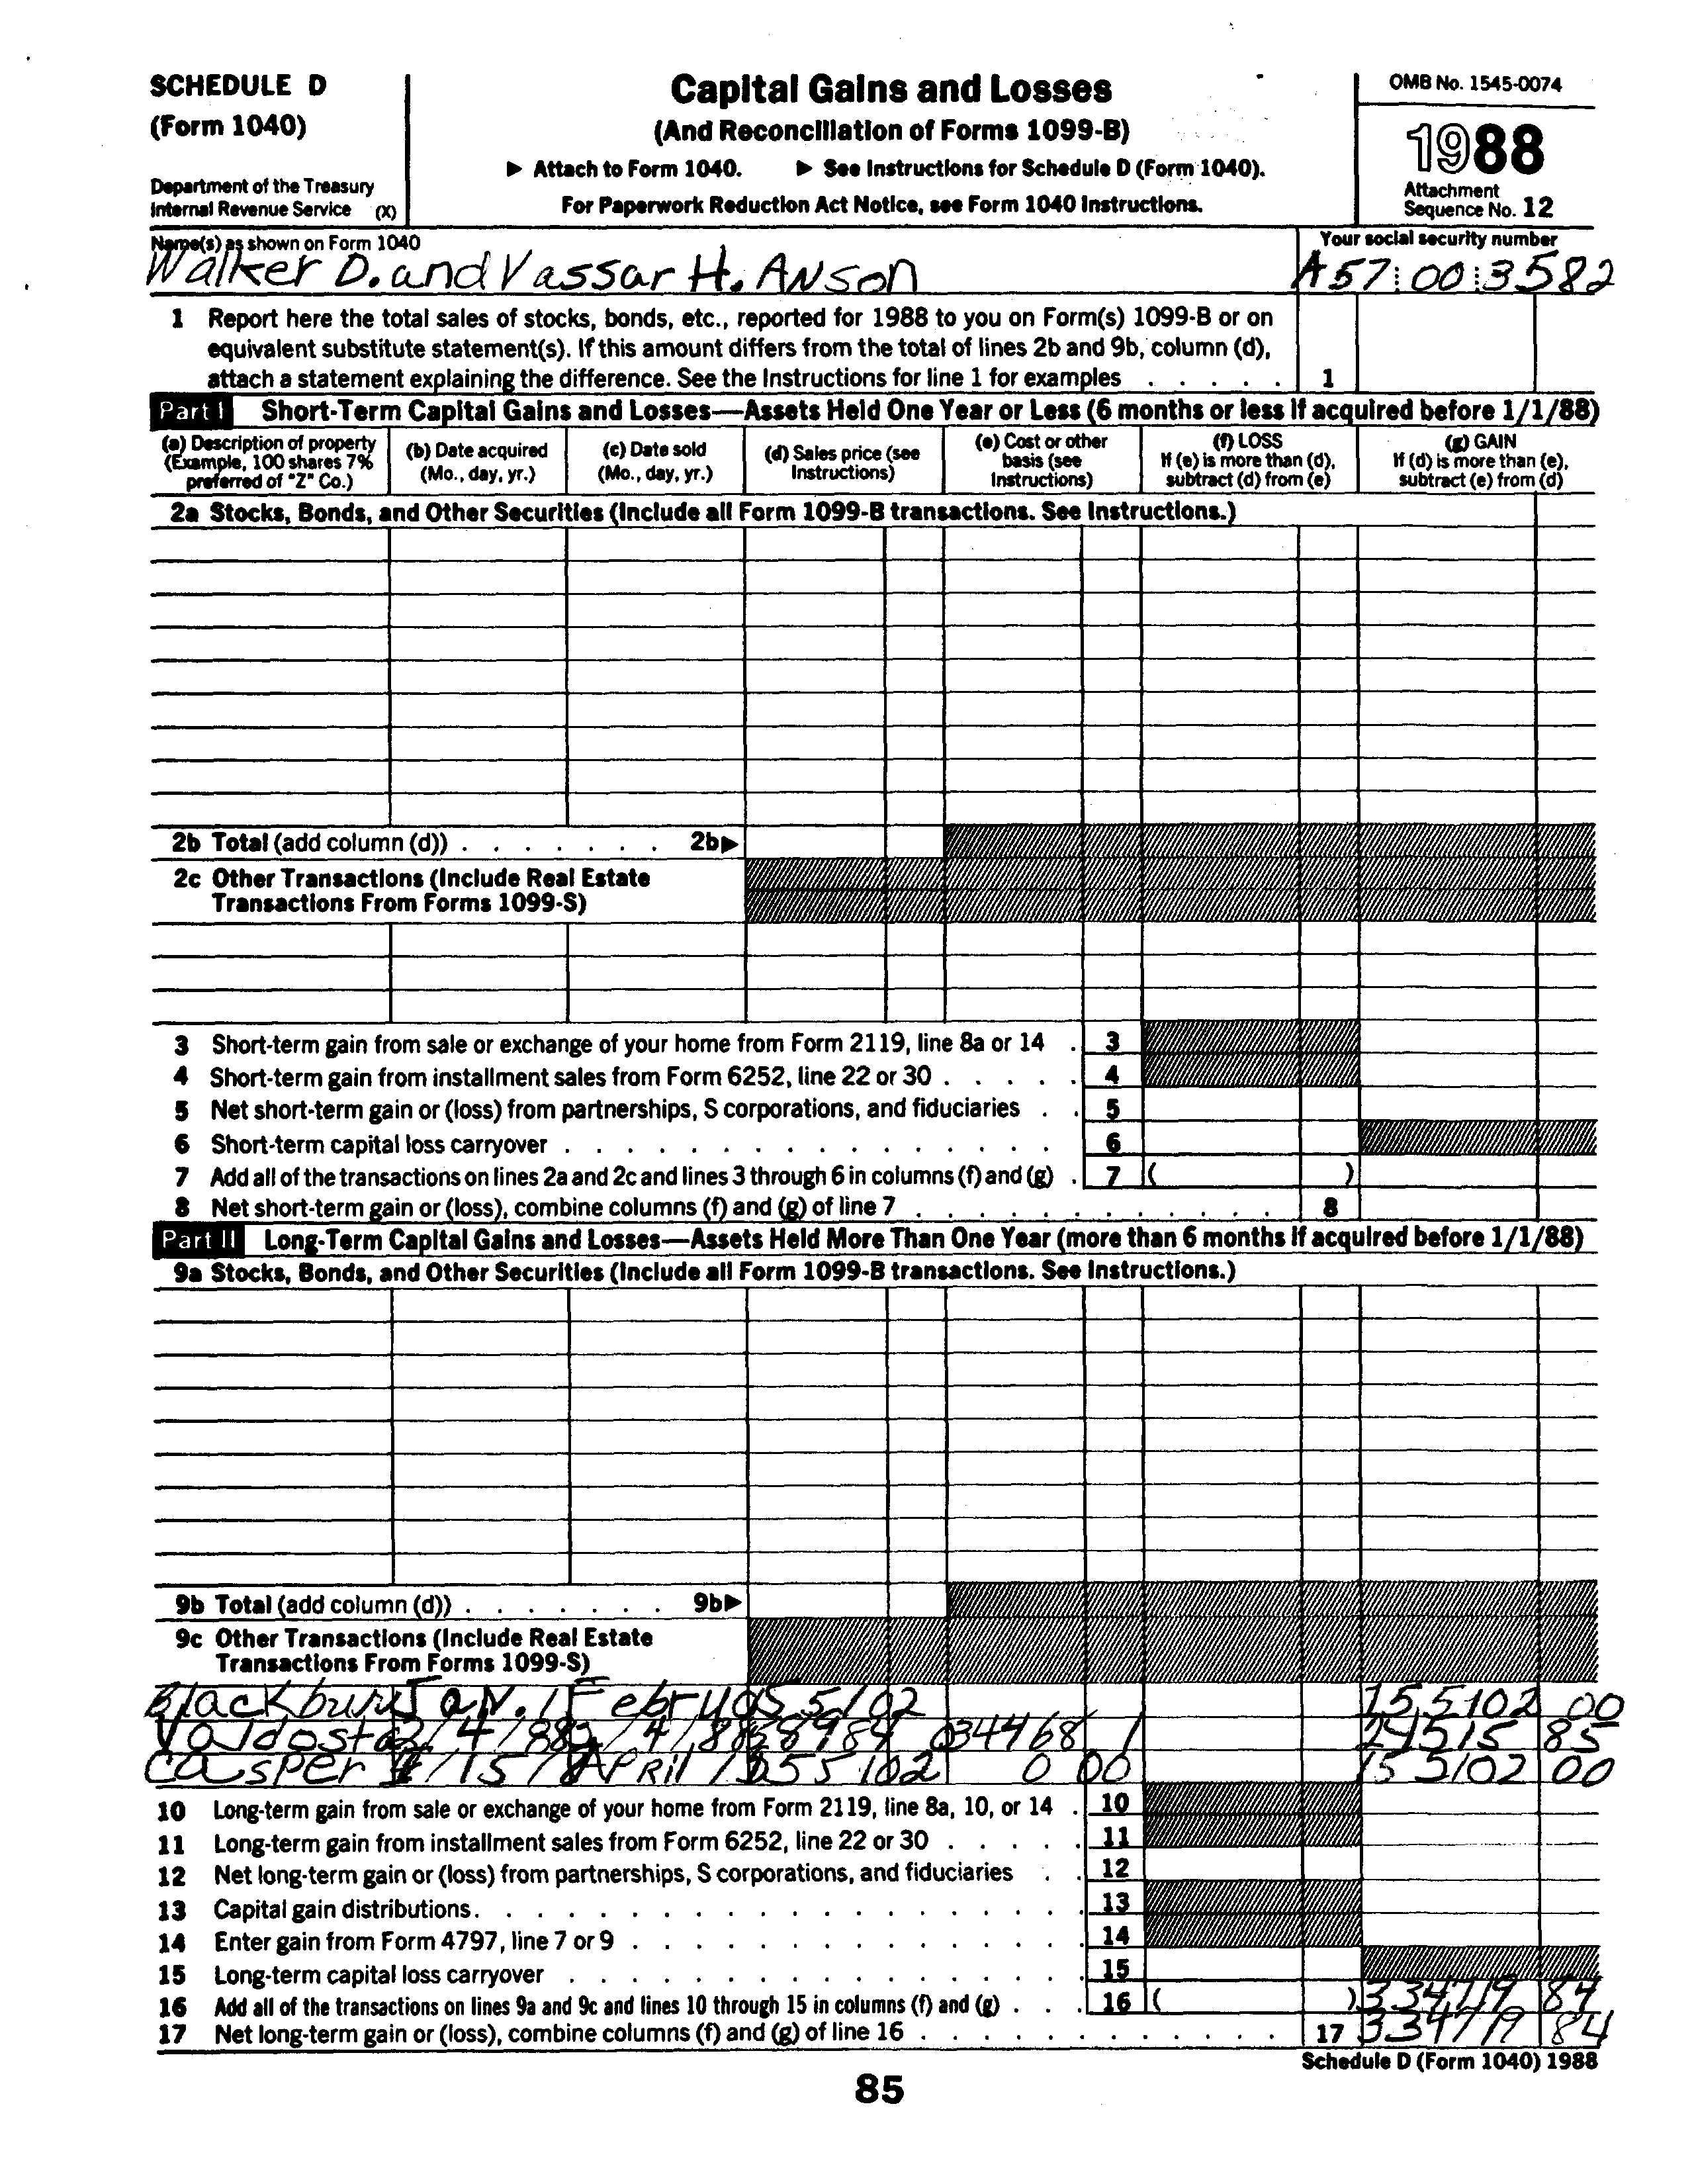 SCHEDULE D
(Form 1040)
Department of the Treasury
Internal Revenue Service (X)
Capital Gains and Losses
(And Reconciliation of Forms 1099-B)
▶ Attach to Form 1040. ▶ See Instructions for Schedule D (Form 1040).
For Paperwork Reduction Act Notice, see Form 1040 Instructions.
OMB No. 1545-0074
1988
Attachment
Sequence No. 12
Name(s) as shown on Form 1040
Walker D. and Vassar H. Anson
Your social security number
A57 00 3582
1 Report here the total sales of stocks, bonds, etc., reported for 1988 to you on Form(s) 1099-B or on
equivalent substitute statement(s). If this amount differs from the total of lines 2b and 9b, column (d),
attach a statement explaining the difference. See the Instructions for line 1 for examples . . . . . 1
Part I Short-Term Capital Gains and Losses—Assets Held One Year or Less (6 months or less if acquired before 1/1/88)
(a) Description of property
(Example, 100 shares 7%
preferred of "Z" Co.)
(b) Date acquired
(Mo., day, yr.)
(c) Date sold
(Mo., day, yr.)
(d) Sales price (see
Instructions)
(e) Cost or other
basis (see
Instructions)
(f) LOSS
If (e) is more than (d),
subtract (d) from (e)
(g) GAIN
If (d) is more than (e),
subtract (e) from (d)
2a Stocks, Bonds, and Other Securities (Include all Form 1099-B transactions. See Instructions.)
2b Total (add column (d)) . . . . . . . 2b▶
2c Other Transactions (Include Real Estate
Transactions From Forms 1099-S)
3 Short-term gain from sale or exchange of your home from Form 2119, line 8a or 14 . 3
4 Short-term gain from installment sales from Form 6252, line 22 or 30 . . . . . 4
5 Net short-term gain or (loss) from partnerships, S corporations, and fiduciaries . . 5
6 Short-term capital loss carryover . . . . . . . . . . . . . . . . 6
7 Add all of the transactions on lines 2a and 2c and lines 3 through 6 in columns (f) and (g) . 7 ( )
8 Net short-term gain or (loss), combine columns (f) and (g) of line 7 . . . . . . . . . . . . 8
Part II Long-Term Capital Gains and Losses—Assets Held More Than One Year (more than 6 months if acquired before 1/1/88)
9a Stocks, Bonds, and Other Securities (Include all Form 1099-B transactions. See Instructions.)
9b Total (add column (d)) . . . . . . . 9b▶
9c Other Transactions (Include Real Estate
Transactions From Forms 1099-S)
Jan. 1 155102 00
Valdosta 2/4/88 34468 85
Casper April 155102 0 00 155102 00
10 Long-term gain from sale or exchange of your home from Form 2119, line 8a, 10, or 14 . 10
11 Long-term gain from installment sales from Form 6252, line 22 or 30 . . . . . 11
12 Net long-term gain or (loss) from partnerships, S corporations, and fiduciaries . . 12
13 Capital gain distributions. . . . . . . . . . . . . . . . . . . 13
14 Enter gain from Form 4797, line 7 or 9 . . . . . . . . . . . . . . 14
15 Long-term capital loss carryover . . . . . . . . . . . . . . . . 15
16 Add all of the transactions on lines 9a and 9c and lines 10 through 15 in columns (f) and (g) . . . 16 ( ) 334719 84
17 Net long-term gain or (loss), combine columns (f) and (g) of line 16 . . . . . . . . . . . . 17 334719 84
Schedule D (Form 1040) 1988
85